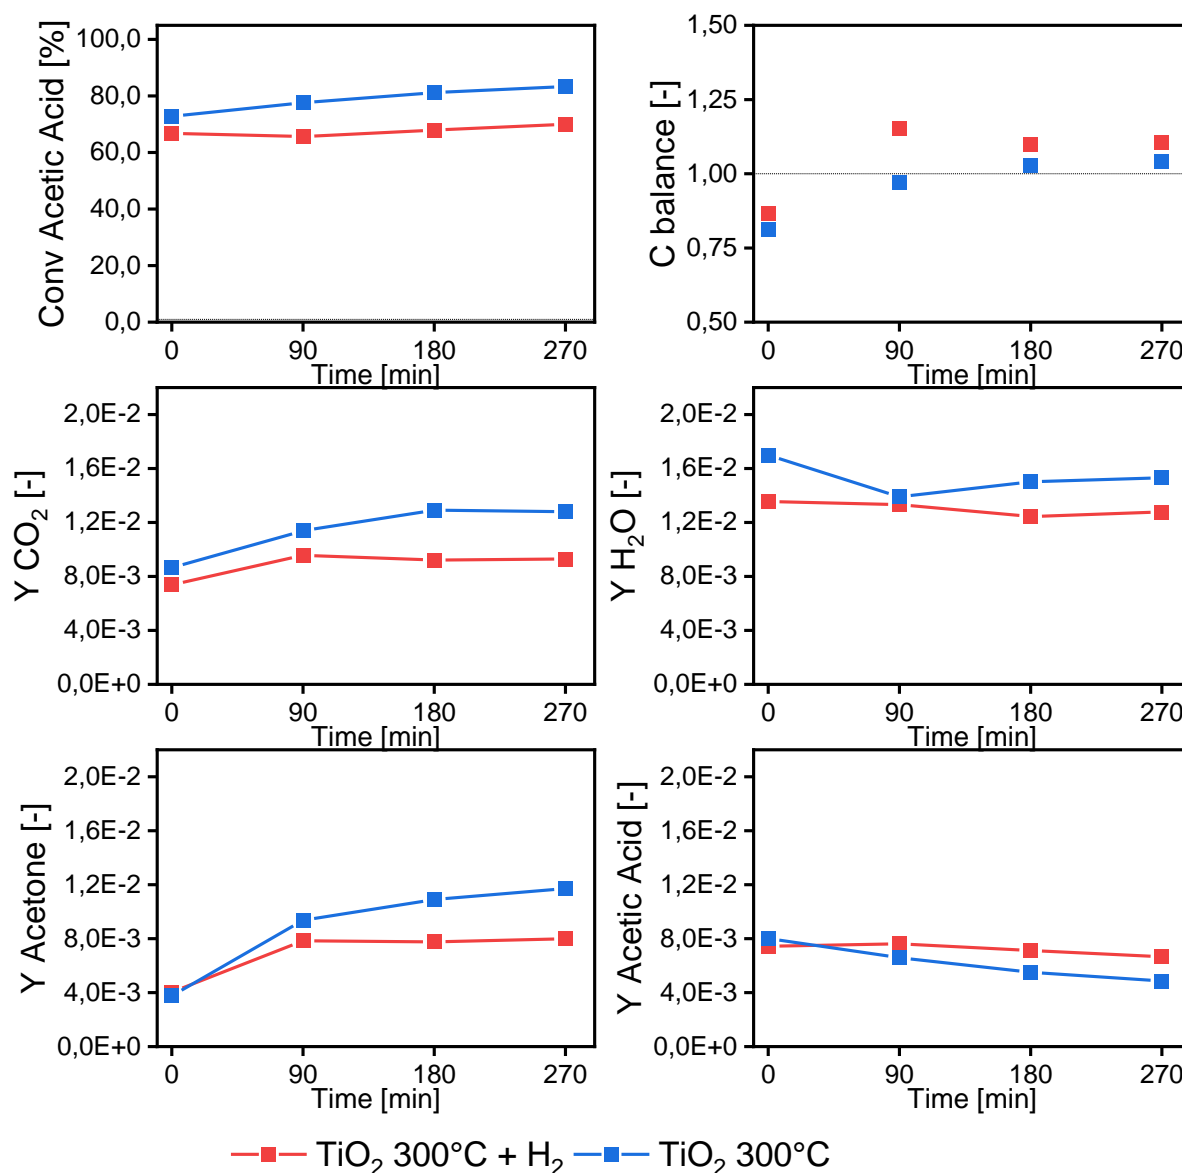 Conv Acetic Acid [%]
100,0
80,0
60,0
40,0
20,0
0,0
0 90 180 270
Time [min]
C balance [-]
1,50
1,25
1,00
0,75
0,50
0 90 180 270
Time [min]
Y CO₂ [-]
2,0E-2
1,6E-2
1,2E-2
8,0E-3
4,0E-3
0,0E+0
0 90 180 270
Time [min]
Y H₂O [-]
2,0E-2
1,6E-2
1,2E-2
8,0E-3
4,0E-3
0,0E+0
0 90 180 270
Time [min]
Y Acetone [-]
2,0E-2
1,6E-2
1,2E-2
8,0E-3
4,0E-3
0,0E+0
0 90 180 270
Time [min]
Y Acetic Acid [-]
2,0E-2
1,6E-2
1,2E-2
8,0E-3
4,0E-3
0,0E+0
0 90 180 270
Time [min]
TiO₂ 300°C + H₂ TiO₂ 300°C